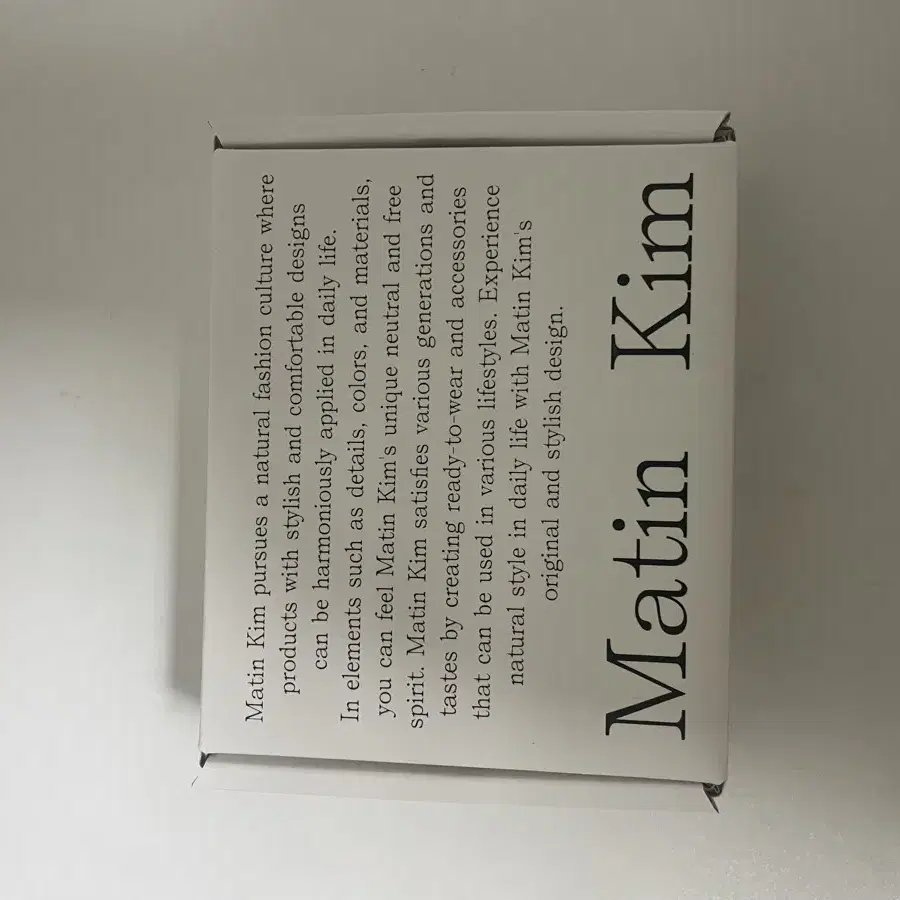 Matin Kim pursues a natural fashion culture where
products with stylish and comfortable designs
can be harmoniously applied in daily life.
In elements such as details, colors, and materials,
you can feel Matin Kim's unique neutral and free
spirit. Matin Kim satisfies various generations and
tastes by creating ready-to-wear and accessories
that can be used in various lifestyles. Experience
natural style in daily life with Matin Kim's
original and stylish design.
Matin Kim